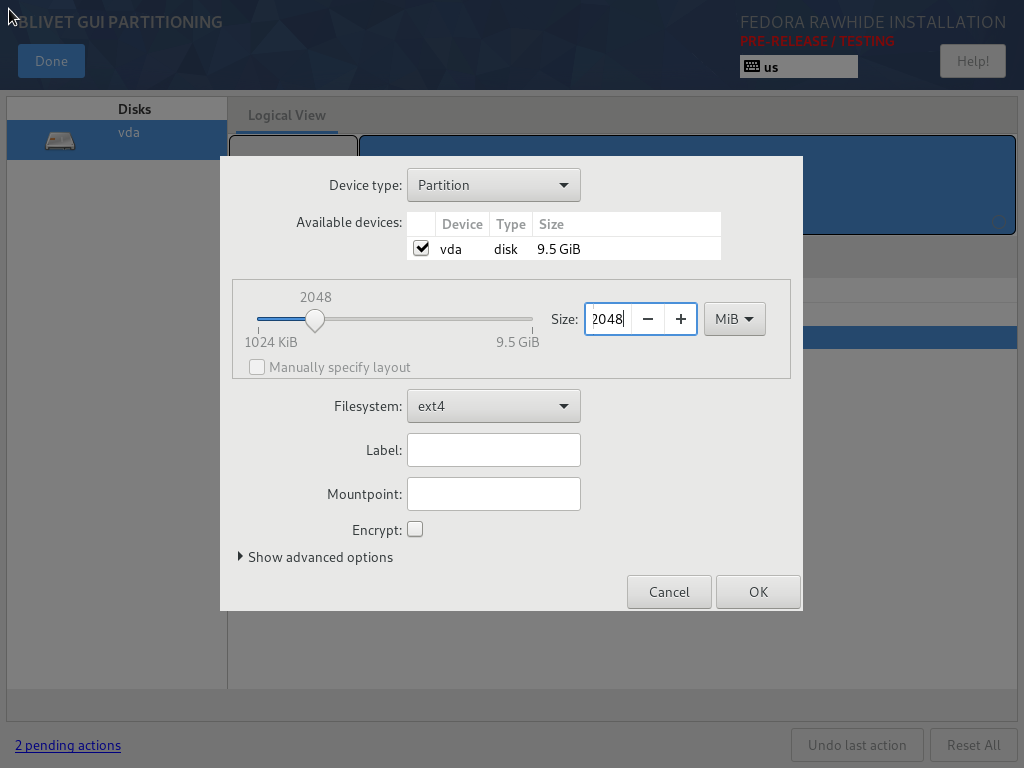 BLIVET GUI PARTITIONING
FEDORA RAWHIDE INSTALLATION
PRE-RELEASE / TESTING
Done
us
Help!
Disks
vda
Logical View
Device type: Partition
Available devices:
Device Type Size
vda disk 9.5 GiB
2048
Size: 2048 MiB
1024 KiB 9.5 GiB
Manually specify layout
Filesystem: ext4
Label:
Mountpoint:
Encrypt:
Show advanced options
Cancel OK
2 pending actions
Undo last action Reset All